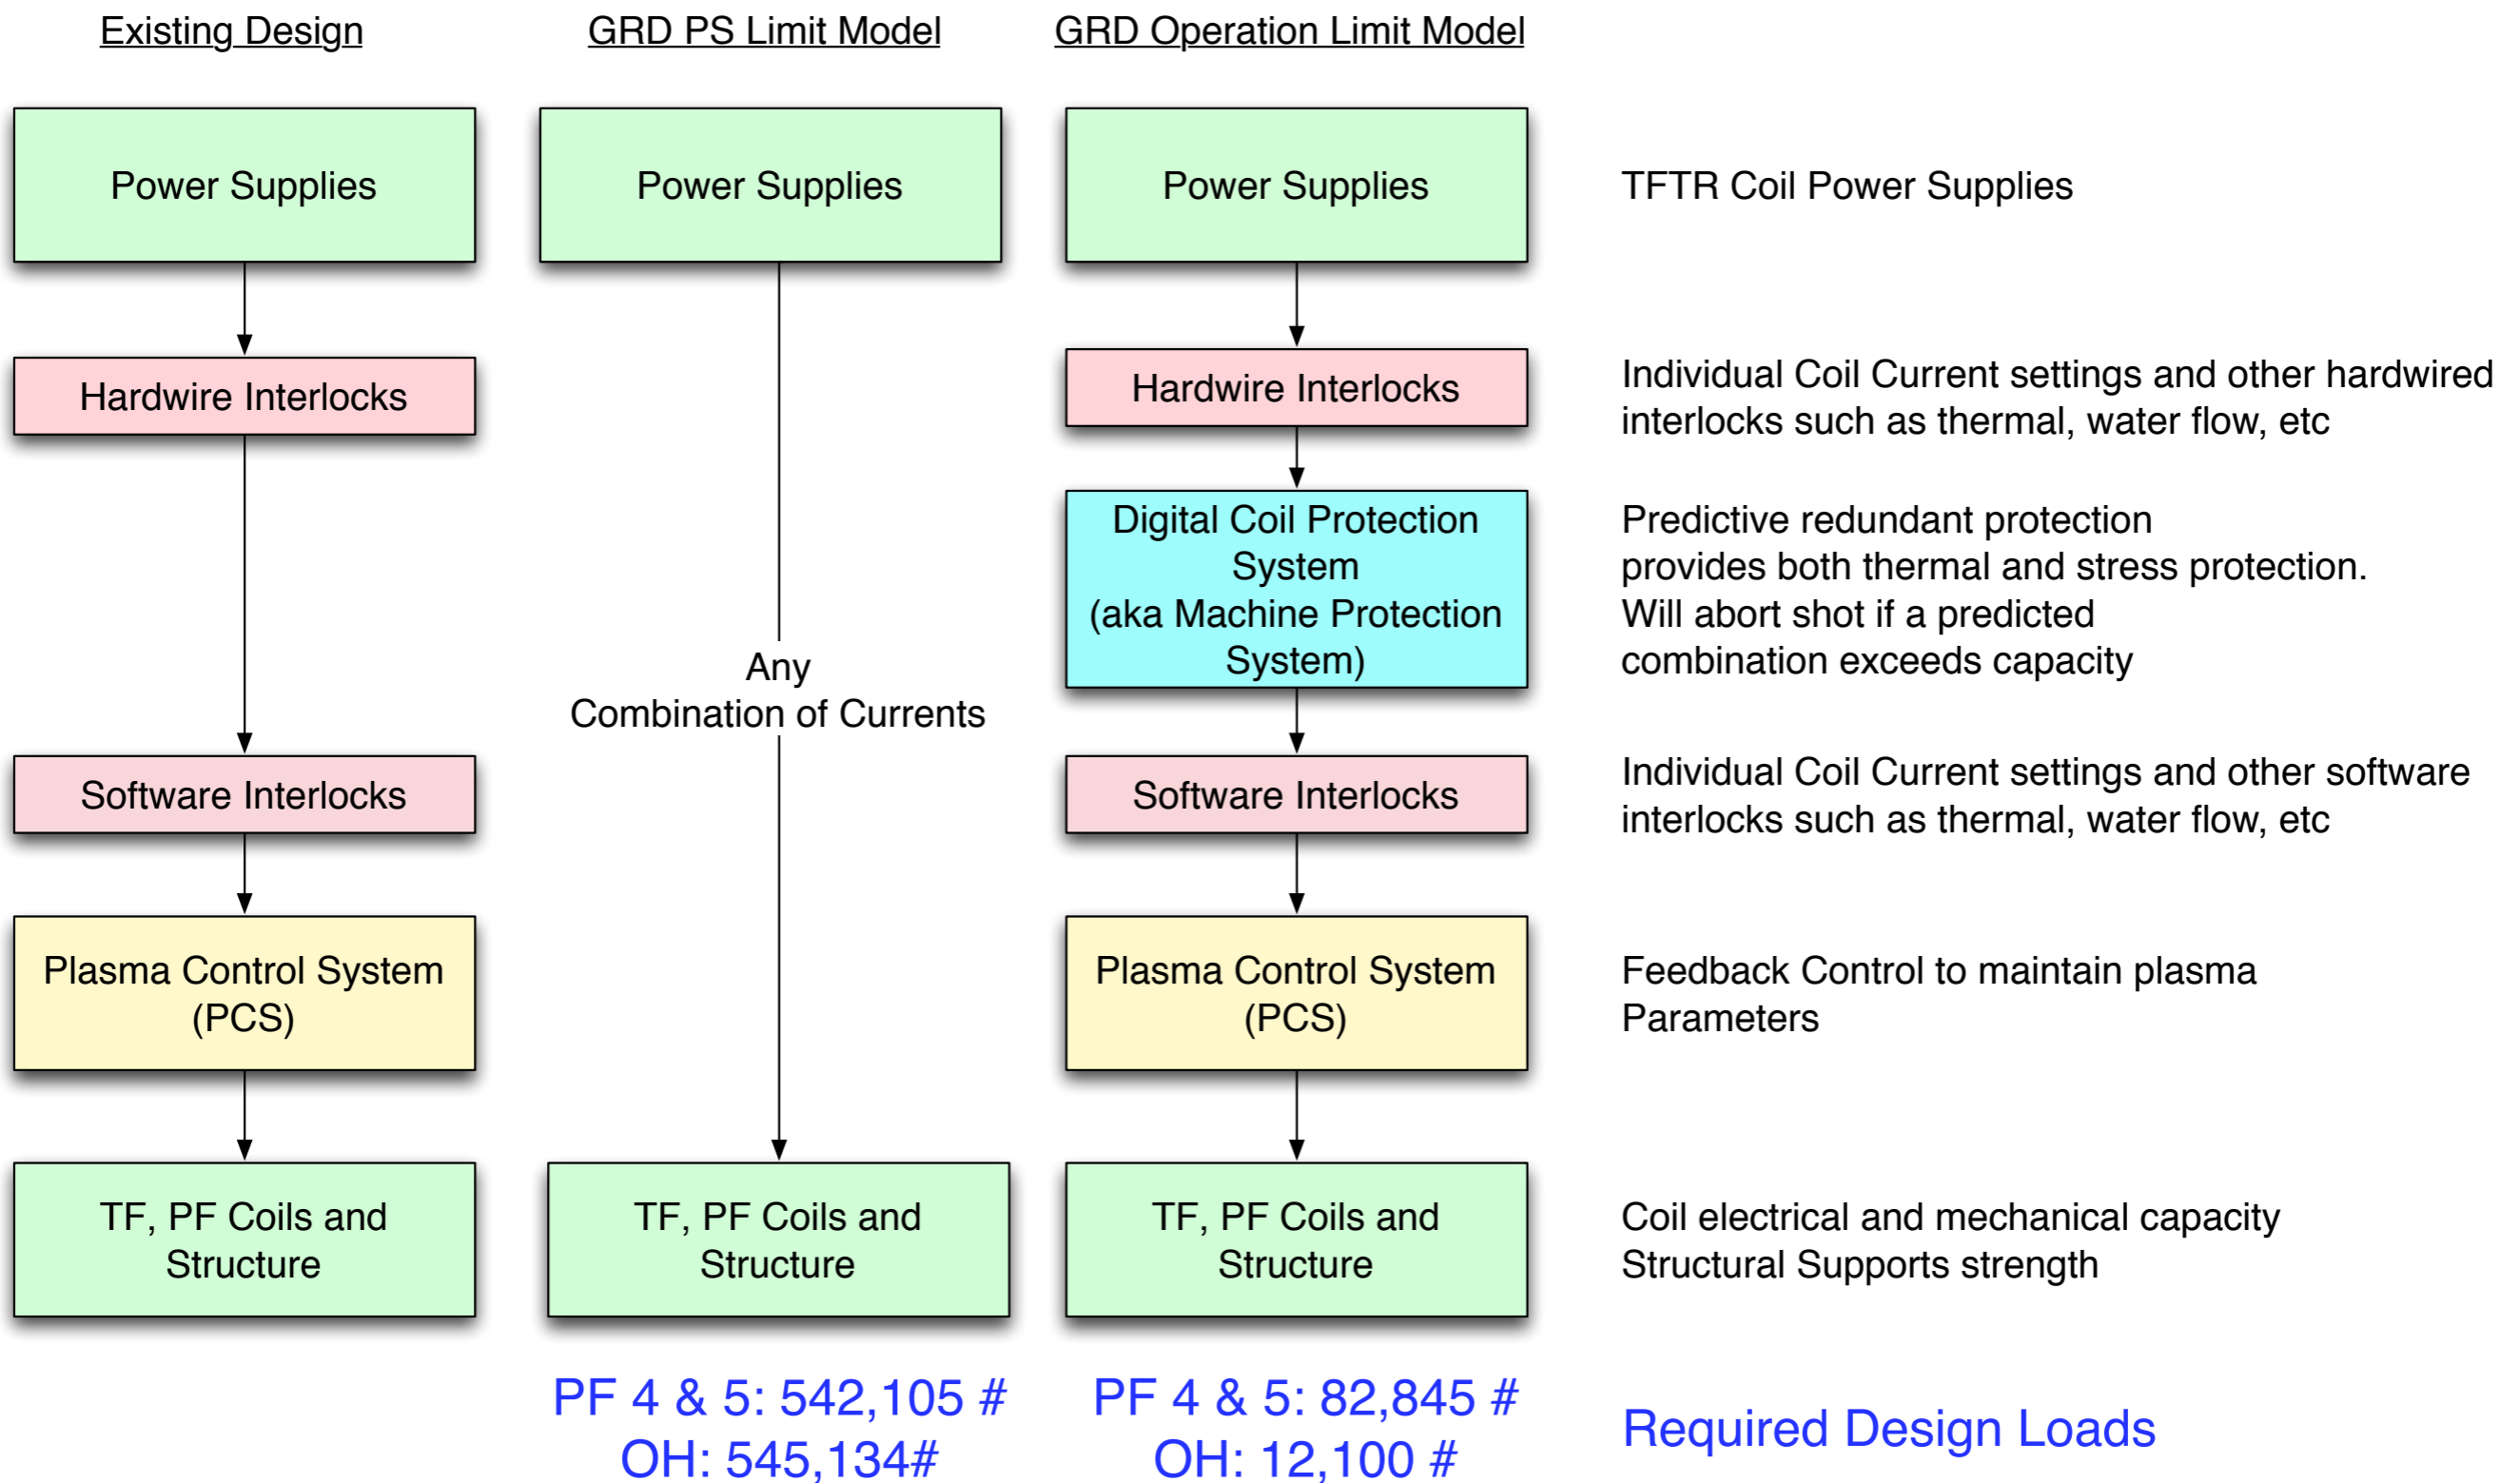 Existing Design
GRD PS Limit Model
GRD Operation Limit Model
Power Supplies
Power Supplies
Power Supplies
TFTR Coil Power Supplies
Hardwire Interlocks
Hardwire Interlocks
Individual Coil Current settings and other hardwired
interlocks such as thermal, water flow, etc
Digital Coil Protection
System
(aka Machine Protection
System)
Predictive redundant protection
provides both thermal and stress protection.
Will abort shot if a predicted
combination exceeds capacity
Any
Combination of Currents
Software Interlocks
Software Interlocks
Individual Coil Current settings and other software
interlocks such as thermal, water flow, etc
Plasma Control System
(PCS)
Plasma Control System
(PCS)
Feedback Control to maintain plasma
Parameters
TF, PF Coils and
Structure
TF, PF Coils and
Structure
TF, PF Coils and
Structure
Coil electrical and mechanical capacity
Structural Supports strength
PF 4 & 5: 542,105 #
OH: 545,134#
PF 4 & 5: 82,845 #
OH: 12,100 #
Required Design Loads